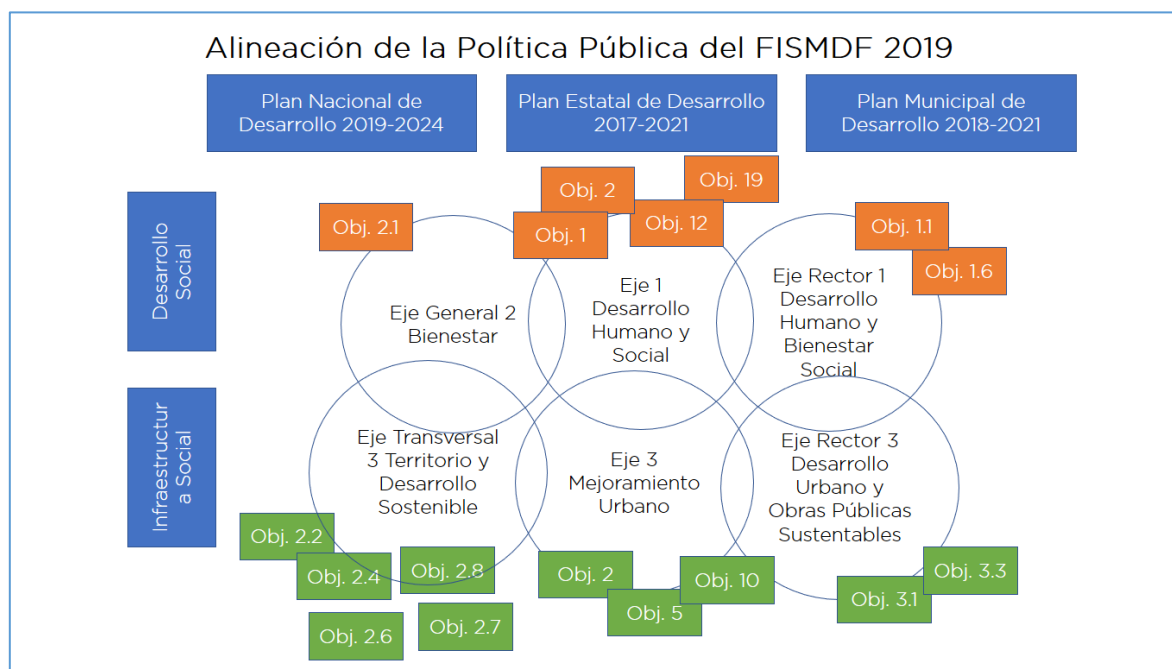 Alineación de la Política Pública del FISMDF 2019
Plan Nacional de
Desarrollo 2019-2024
Plan Estatal de Desarrollo
2017-2021
Plan Municipal de
Desarrollo 2018-2021
Desarrollo
Social
Obj. 2.1
Obj. 1
Obj. 2
Obj. 12
Obj. 19
Obj. 1.1
Obj. 1.6
Eje General 2
Bienestar
Eje 1
Desarrollo
Humano y
Social
Eje Rector 1
Desarrollo
Humano y
Bienestar
Social
Infraestructur
a Social
Eje Transversal
3 Territorio y
Desarrollo
Sostenible
Eje 3
Mejoramiento
Urbano
Eje Rector 3
Desarrollo
Urbano y
Obras Públicas
Sustentables
Obj. 2.2
Obj. 2.4
Obj. 2.8
Obj. 2.6
Obj. 2.7
Obj. 2
Obj. 5
Obj. 10
Obj. 3.1
Obj. 3.3